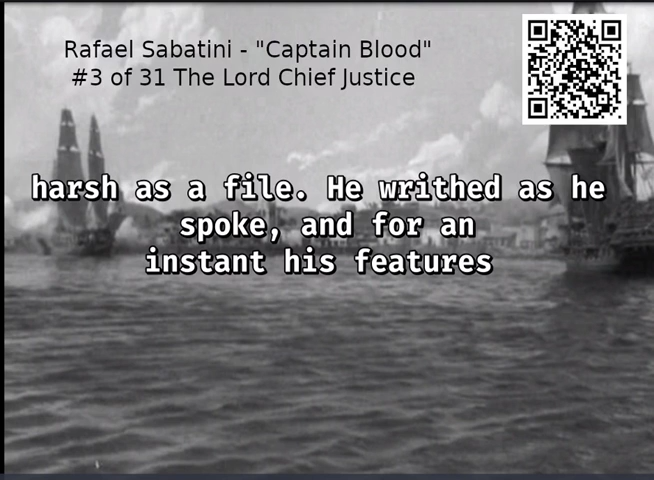 Rafael Sabatini - "Captain Blood"
#3 of 31 The Lord Chief Justice
harsh as a file. He writhed as he
spoke, and for an
instant his features